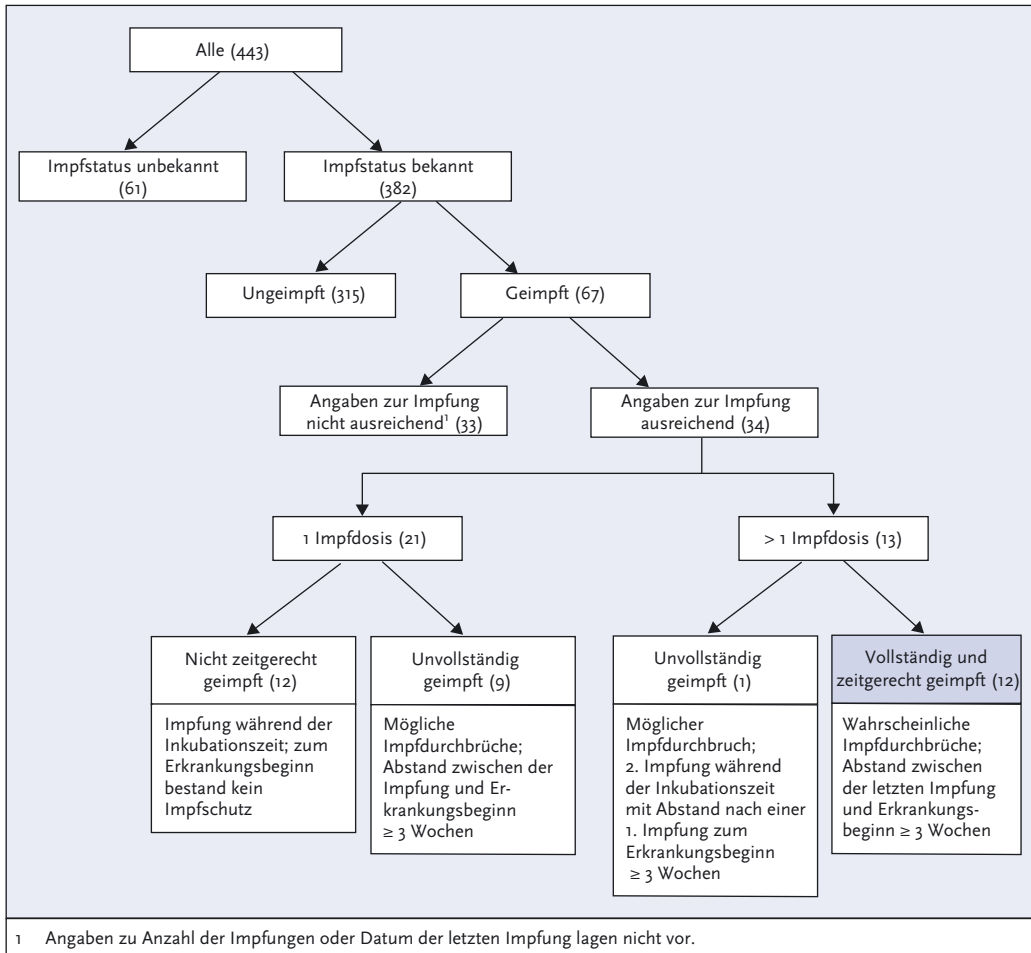 Alle (443)
Impfstatus unbekannt
(61)
Impfstatus bekannt
(382)
Ungeimpft (315)
Geimpft (67)
Angaben zur Impfung
nicht ausreichend¹ (33)
Angaben zur Impfung
ausreichend (34)
1 Impfdosis (21)
> 1 Impfdosis (13)
Nicht zeitgerecht
geimpft (12)
Impfung während der
Inkubationszeit; zum
Erkrankungsbeginn
bestand kein
Impfschutz
Unvollständig
geimpft (9)
Mögliche
Impfdurchbrüche;
Abstand zwischen der
Impfung und Er-
krankungsbeginn
≥ 3 Wochen
Unvollständig
geimpft (1)
Möglicher
Impfdurchbruch;
2. Impfung während
der Inkubationszeit
mit Abstand nach einer
1. Impfung zum
Erkrankungsbeginn
≥ 3 Wochen
Vollständig und
zeitgerecht geimpft (12)
Wahrscheinliche
Impfdurchbrüche;
Abstand zwischen
der letzten Impfung
und Erkrankungs-
beginn ≥ 3 Wochen
1 Angaben zu Anzahl der Impfungen oder Datum der letzten Impfung lagen nicht vor.